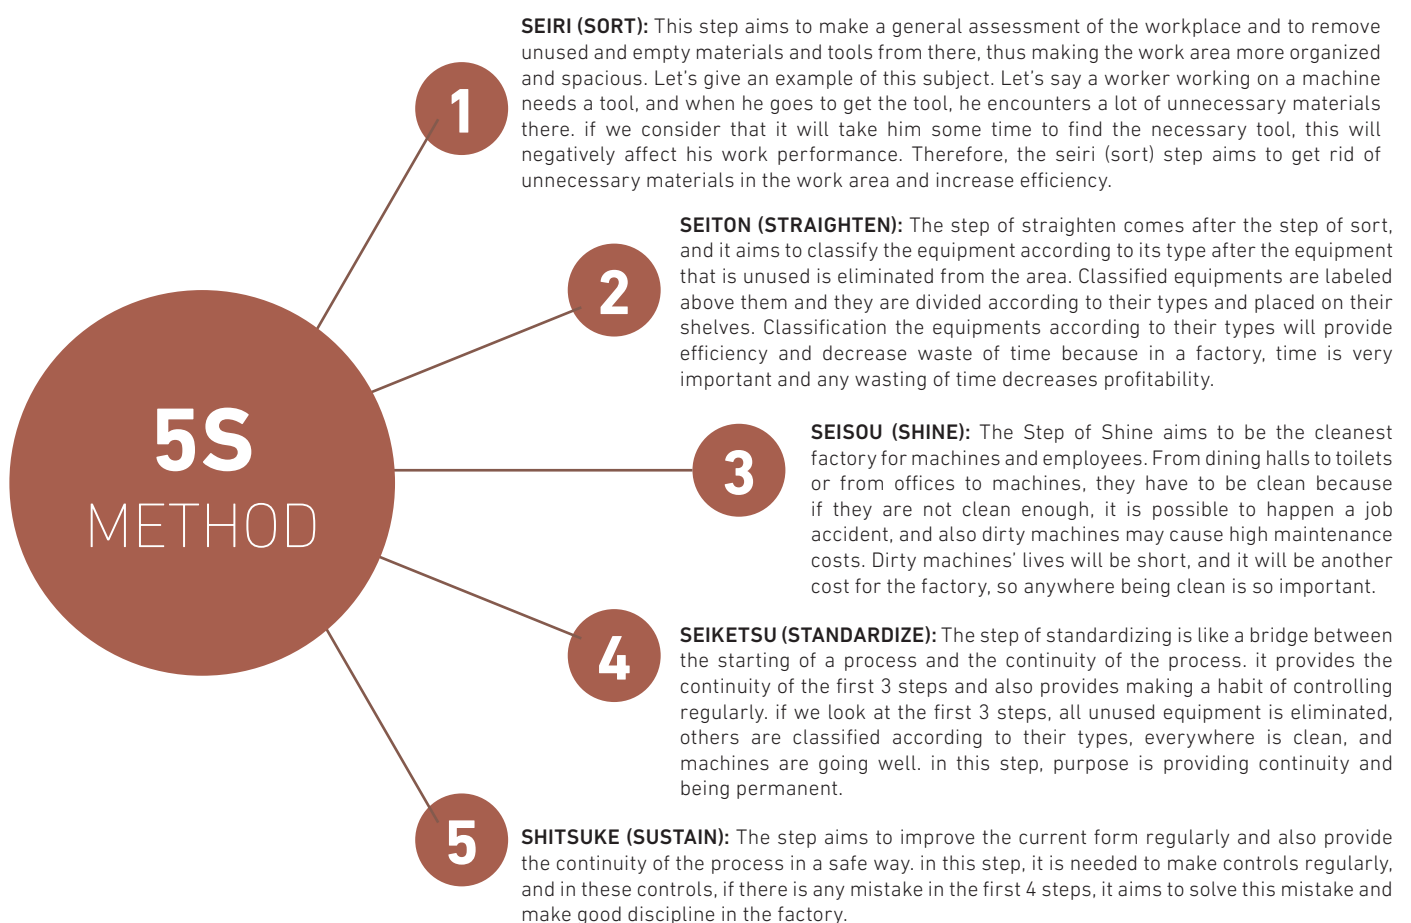 5S
METHOD
1
SEIRI (SORT): This step aims to make a general assessment of the workplace and to remove
unused and empty materials and tools from there, thus making the work area more organized
and spacious. Let's give an example of this subject. Let's say a worker working on a machine
needs a tool, and when he goes to get the tool, he encounters a lot of unnecessary materials
there. if we consider that it will take him some time to find the necessary tool, this will
negatively affect his work performance. Therefore, the seiri (sort) step aims to get rid of
unnecessary materials in the work area and increase efficiency.
2
SEITON (STRAIGHTEN): The step of straighten comes after the step of sort,
and it aims to classify the equipment according to its type after the equipment
that is unused is eliminated from the area. Classified equipments are labeled
above them and they are divided according to their types and placed on their
shelves. Classification the equipments according to their types will provide
efficiency and decrease waste of time because in a factory, time is very
important and any wasting of time decreases profitability.
3
SEISOU (SHINE): The Step of Shine aims to be the cleanest
factory for machines and employees. From dining halls to toilets
or from offices to machines, they have to be clean because
if they are not clean enough, it is possible to happen a job
accident, and also dirty machines may cause high maintenance
costs. Dirty machines' lives will be short, and it will be another
cost for the factory, so anywhere being clean is so important.
4
SEIKETSU (STANDARDIZE): The step of standardizing is like a bridge between
the starting of a process and the continuity of the process. it provides the
continuity of the first 3 steps and also provides making a habit of controlling
regularly. if we look at the first 3 steps, all unused equipment is eliminated,
others are classified according to their types, everywhere is clean, and
machines are going well. in this step, purpose is providing continuity and
being permanent.
5
SHITSUKE (SUSTAIN): The step aims to improve the current form regularly and also provide
the continuity of the process in a safe way. in this step, it is needed to make controls regularly,
and in these controls, if there is any mistake in the first 4 steps, it aims to solve this mistake and
make good discipline in the factory.